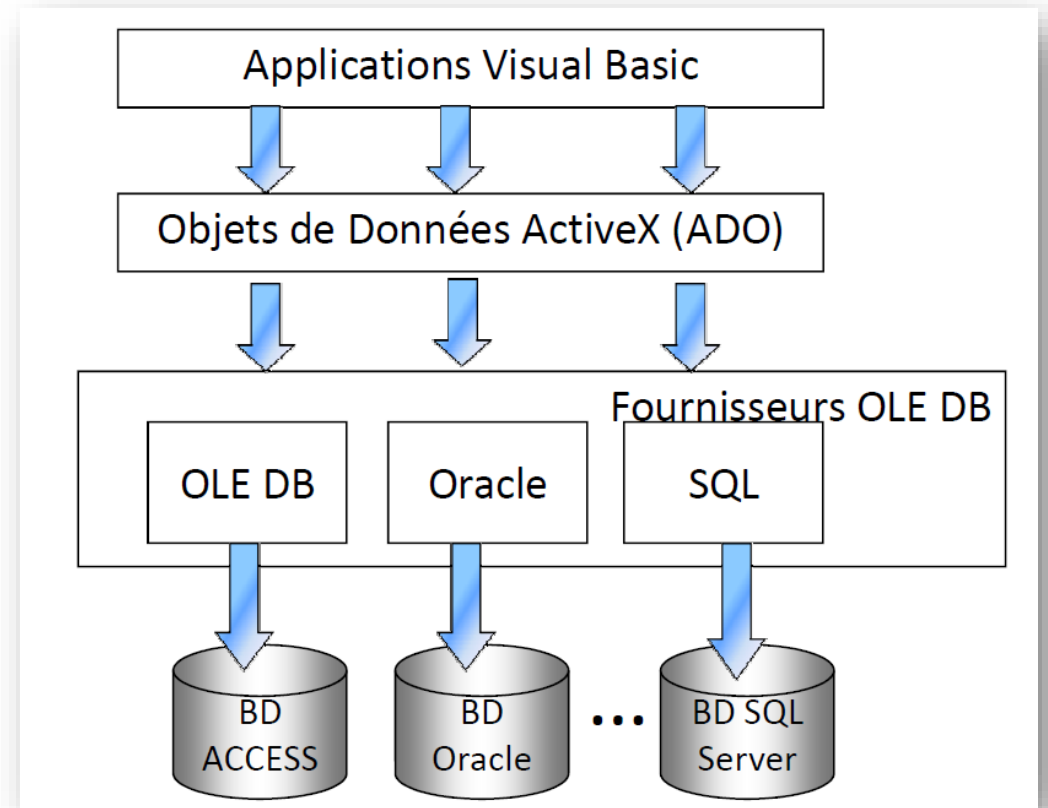 Applications Visual Basic
Objets de Données ActiveX (ADO)
Fournisseurs OLE DB
OLE DB
Oracle
SQL
BD
ACCESS
BD
Oracle
...
BD SQL
Server